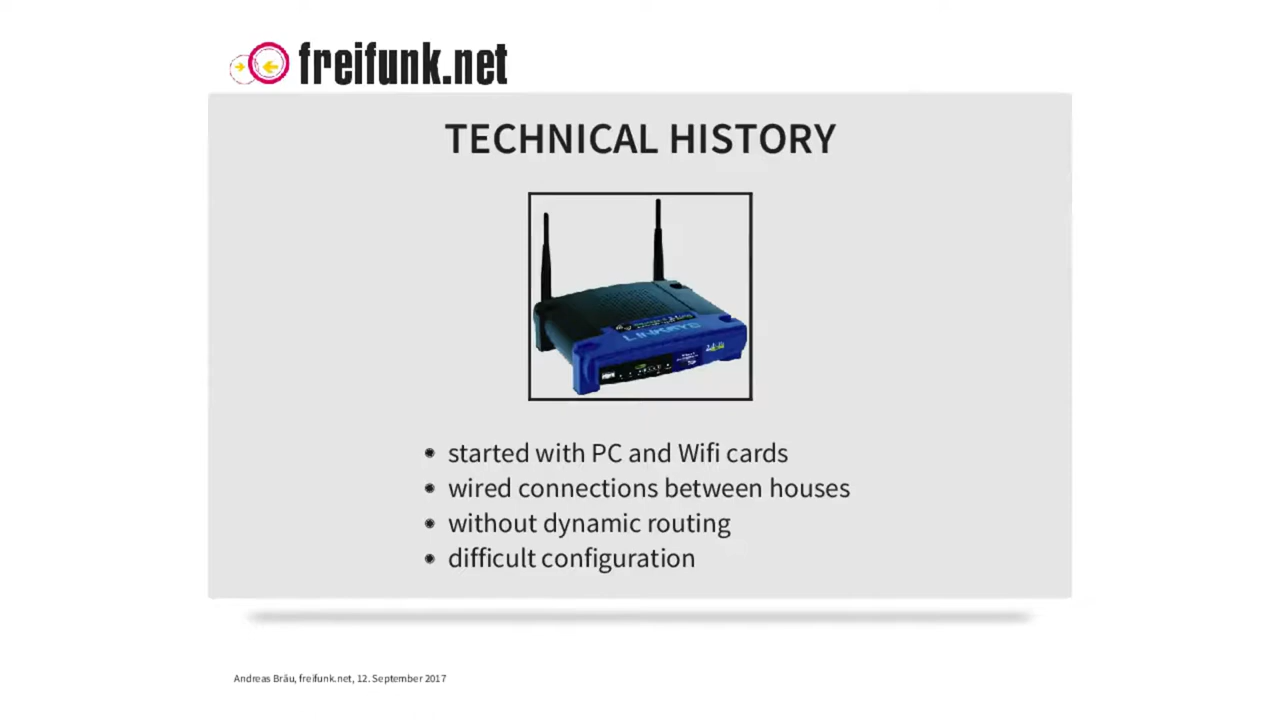 freifunk.net
TECHNICAL HISTORY
LINKSYS
started with PC and Wifi cards
wired connections between houses
without dynamic routing
difficult configuration
Andreas Bräu, freifunk.net, 12. September 2017